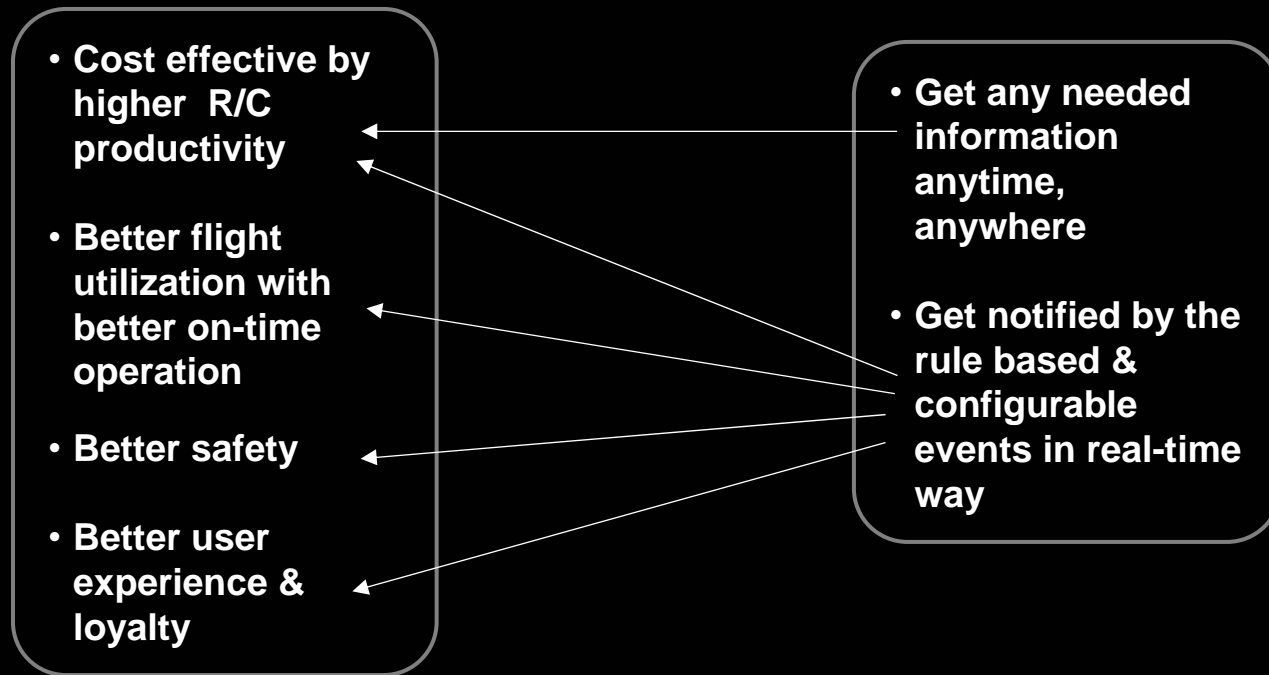 • Cost effective by
higher R/C
productivity
• Better flight
utilization with
better on-time
operation
• Better safety
• Better user
experience &
loyalty
• Get any needed
information
anytime,
anywhere
• Get notified by the
rule based &
configurable
events in real-time
way